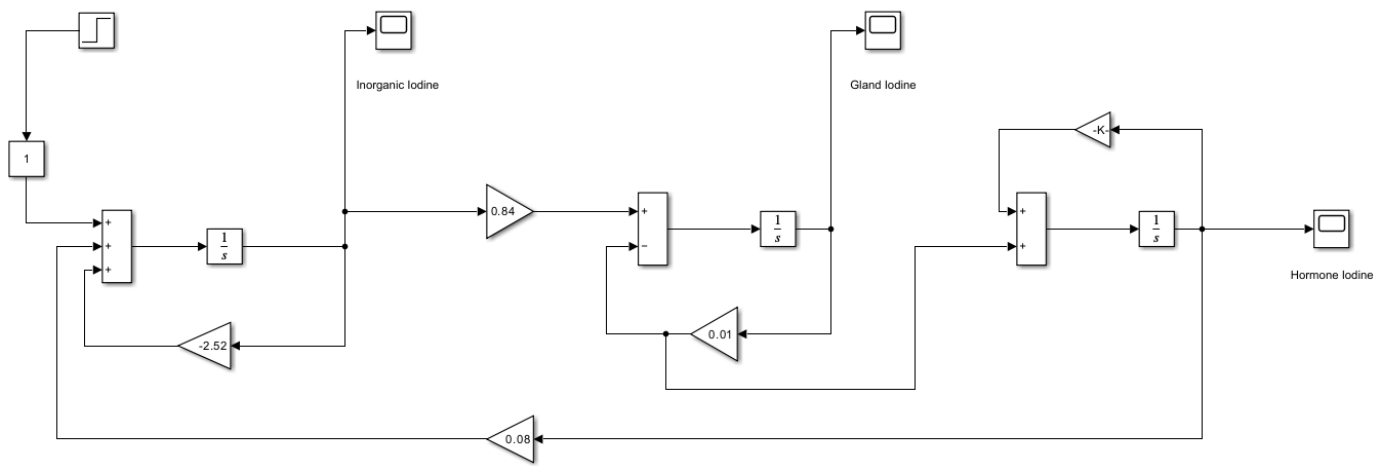 Inorganic Iodine
Gland Iodine
-K-
1
0.84
+
+
+
1
s
+
−
1
s
+
+
1
s
Hormone Iodine
-2.52
0.01
0.08